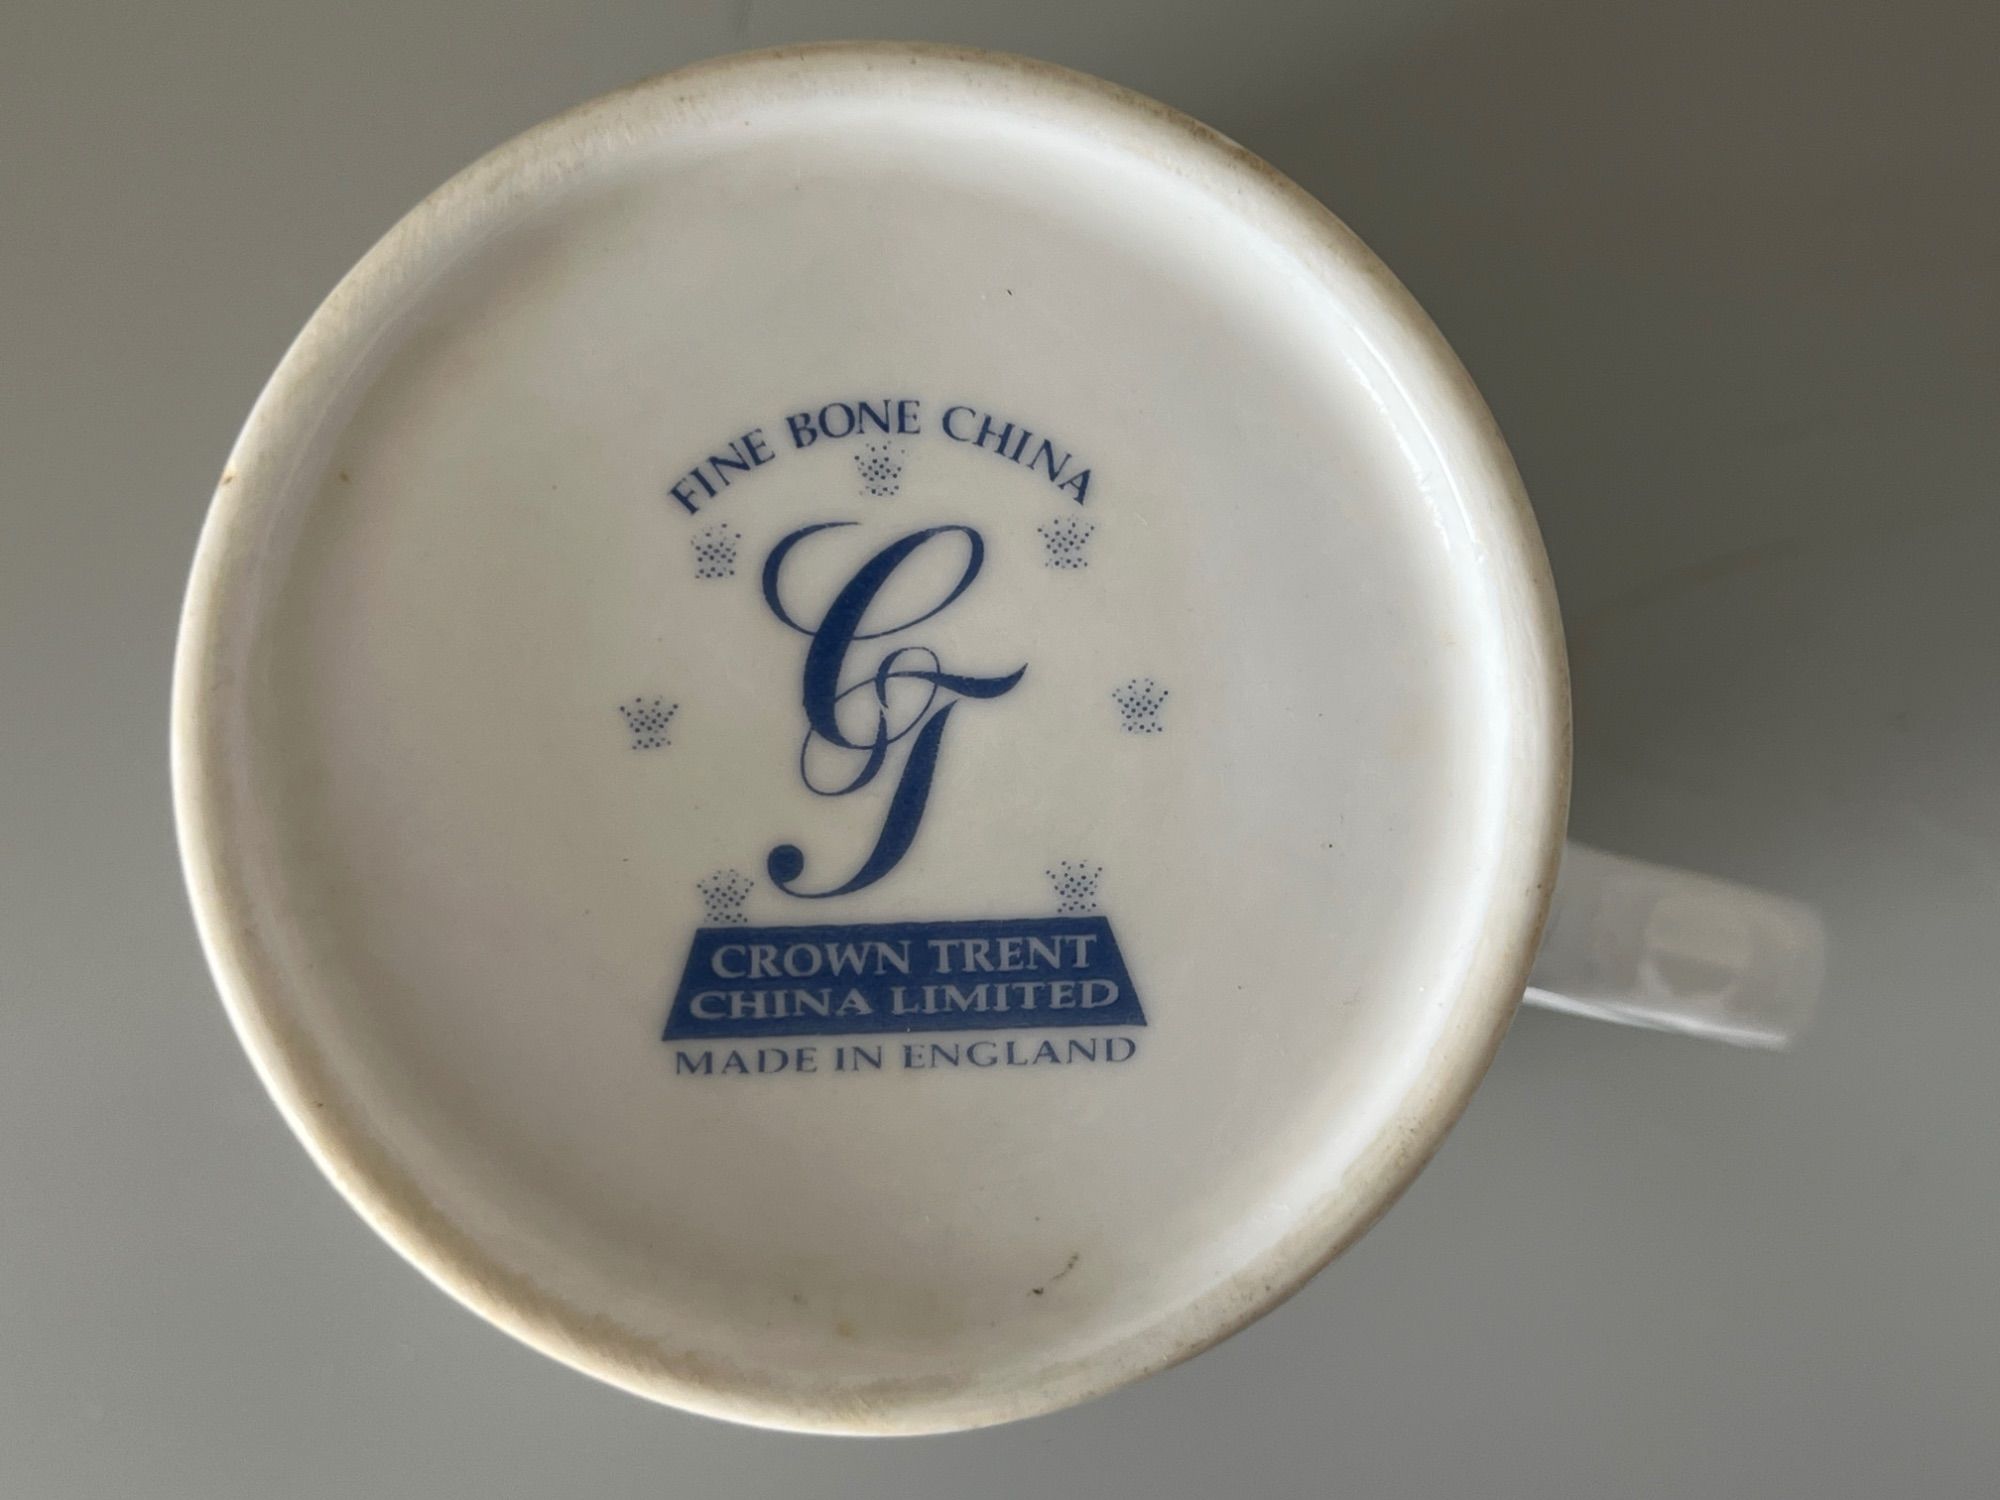 FINE BONE CHINA
CT
CROWN TRENT
CHINA LIMITED
MADE IN ENGLAND